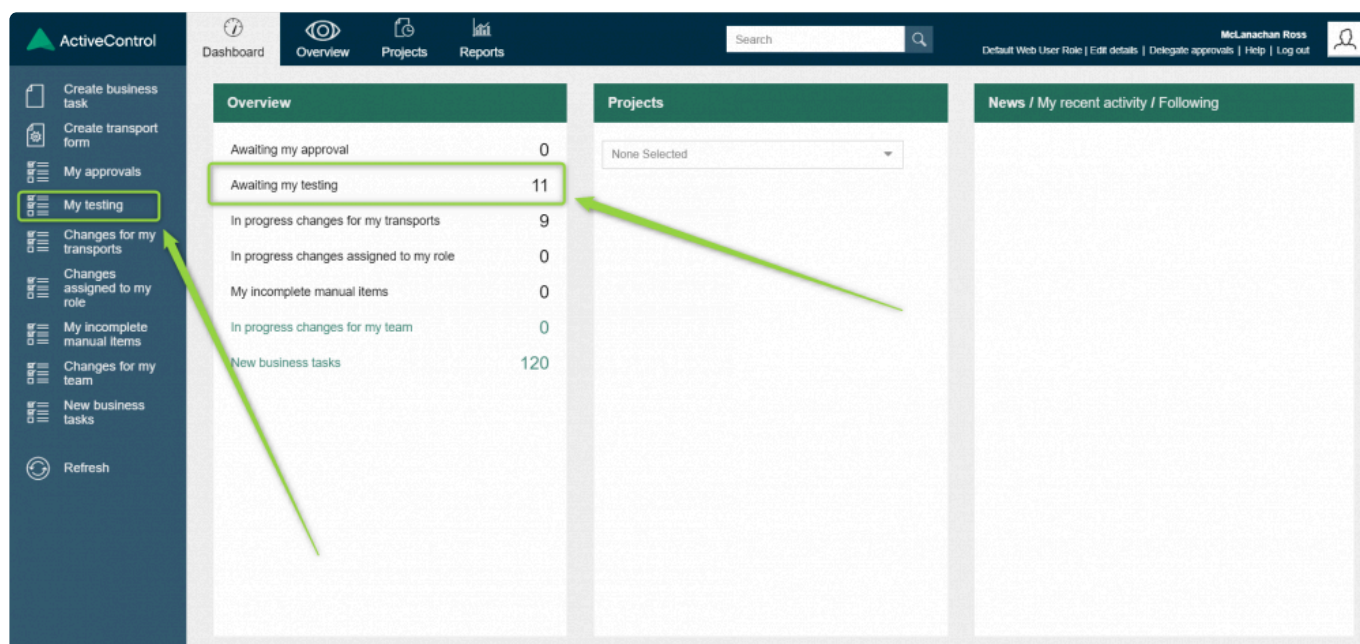 ActiveControl
Dashboard
Overview
Projects
Reports
Search
McLanachan Ross
Default Web User Role | Edit details | Delegate approvals | Help | Log out
Create business
task
Create transport
form
My approvals
My testing
Changes for my
transports
Changes
assigned to my
role
My incomplete
manual items
Changes for my
team
New business
tasks
Refresh
Overview
Awaiting my approval 0
Awaiting my testing 11
In progress changes for my transports 9
In progress changes assigned to my role 0
My incomplete manual items 0
In progress changes for my team 0
New business tasks 120
Projects
None Selected
News / My recent activity / Following